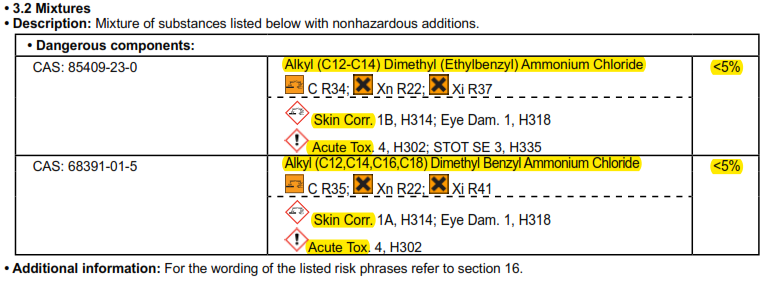 • 3.2 Mixtures
• Description: Mixture of substances listed below with nonhazardous additions.
• Dangerous components:
CAS: 85409-23-0 Alkyl (C12-C14) Dimethyl (Ethylbenzyl) Ammonium Chloride <5%
C R34; Xn R22; Xi R37
Skin Corr. 1B, H314; Eye Dam. 1, H318
Acute Tox. 4, H302; STOT SE 3, H335
CAS: 68391-01-5 Alkyl (C12,C14,C16,C18) Dimethyl Benzyl Ammonium Chloride <5%
C R35; Xn R22; Xi R41
Skin Corr. 1A, H314; Eye Dam. 1, H318
Acute Tox. 4, H302
• Additional information: For the wording of the listed risk phrases refer to section 16.